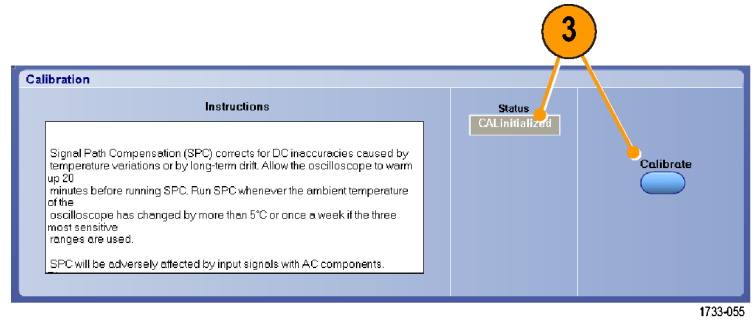 3
Calibration
Instructions
Status
CALinitialized
Signal Path Compensation (SPC) corrects for DC inaccuracies caused by
temperature variations or by long-term drift. Allow the oscilloscope to warm
up 20
minutes before running SPC. Run SPC whenever the ambient temperature
of the
oscilloscope has changed by more than 5°C or once a week if the three
most sensitive
ranges are used.
SPC will be adversely affected by input signals with AC components.
Calibrate
1733-055